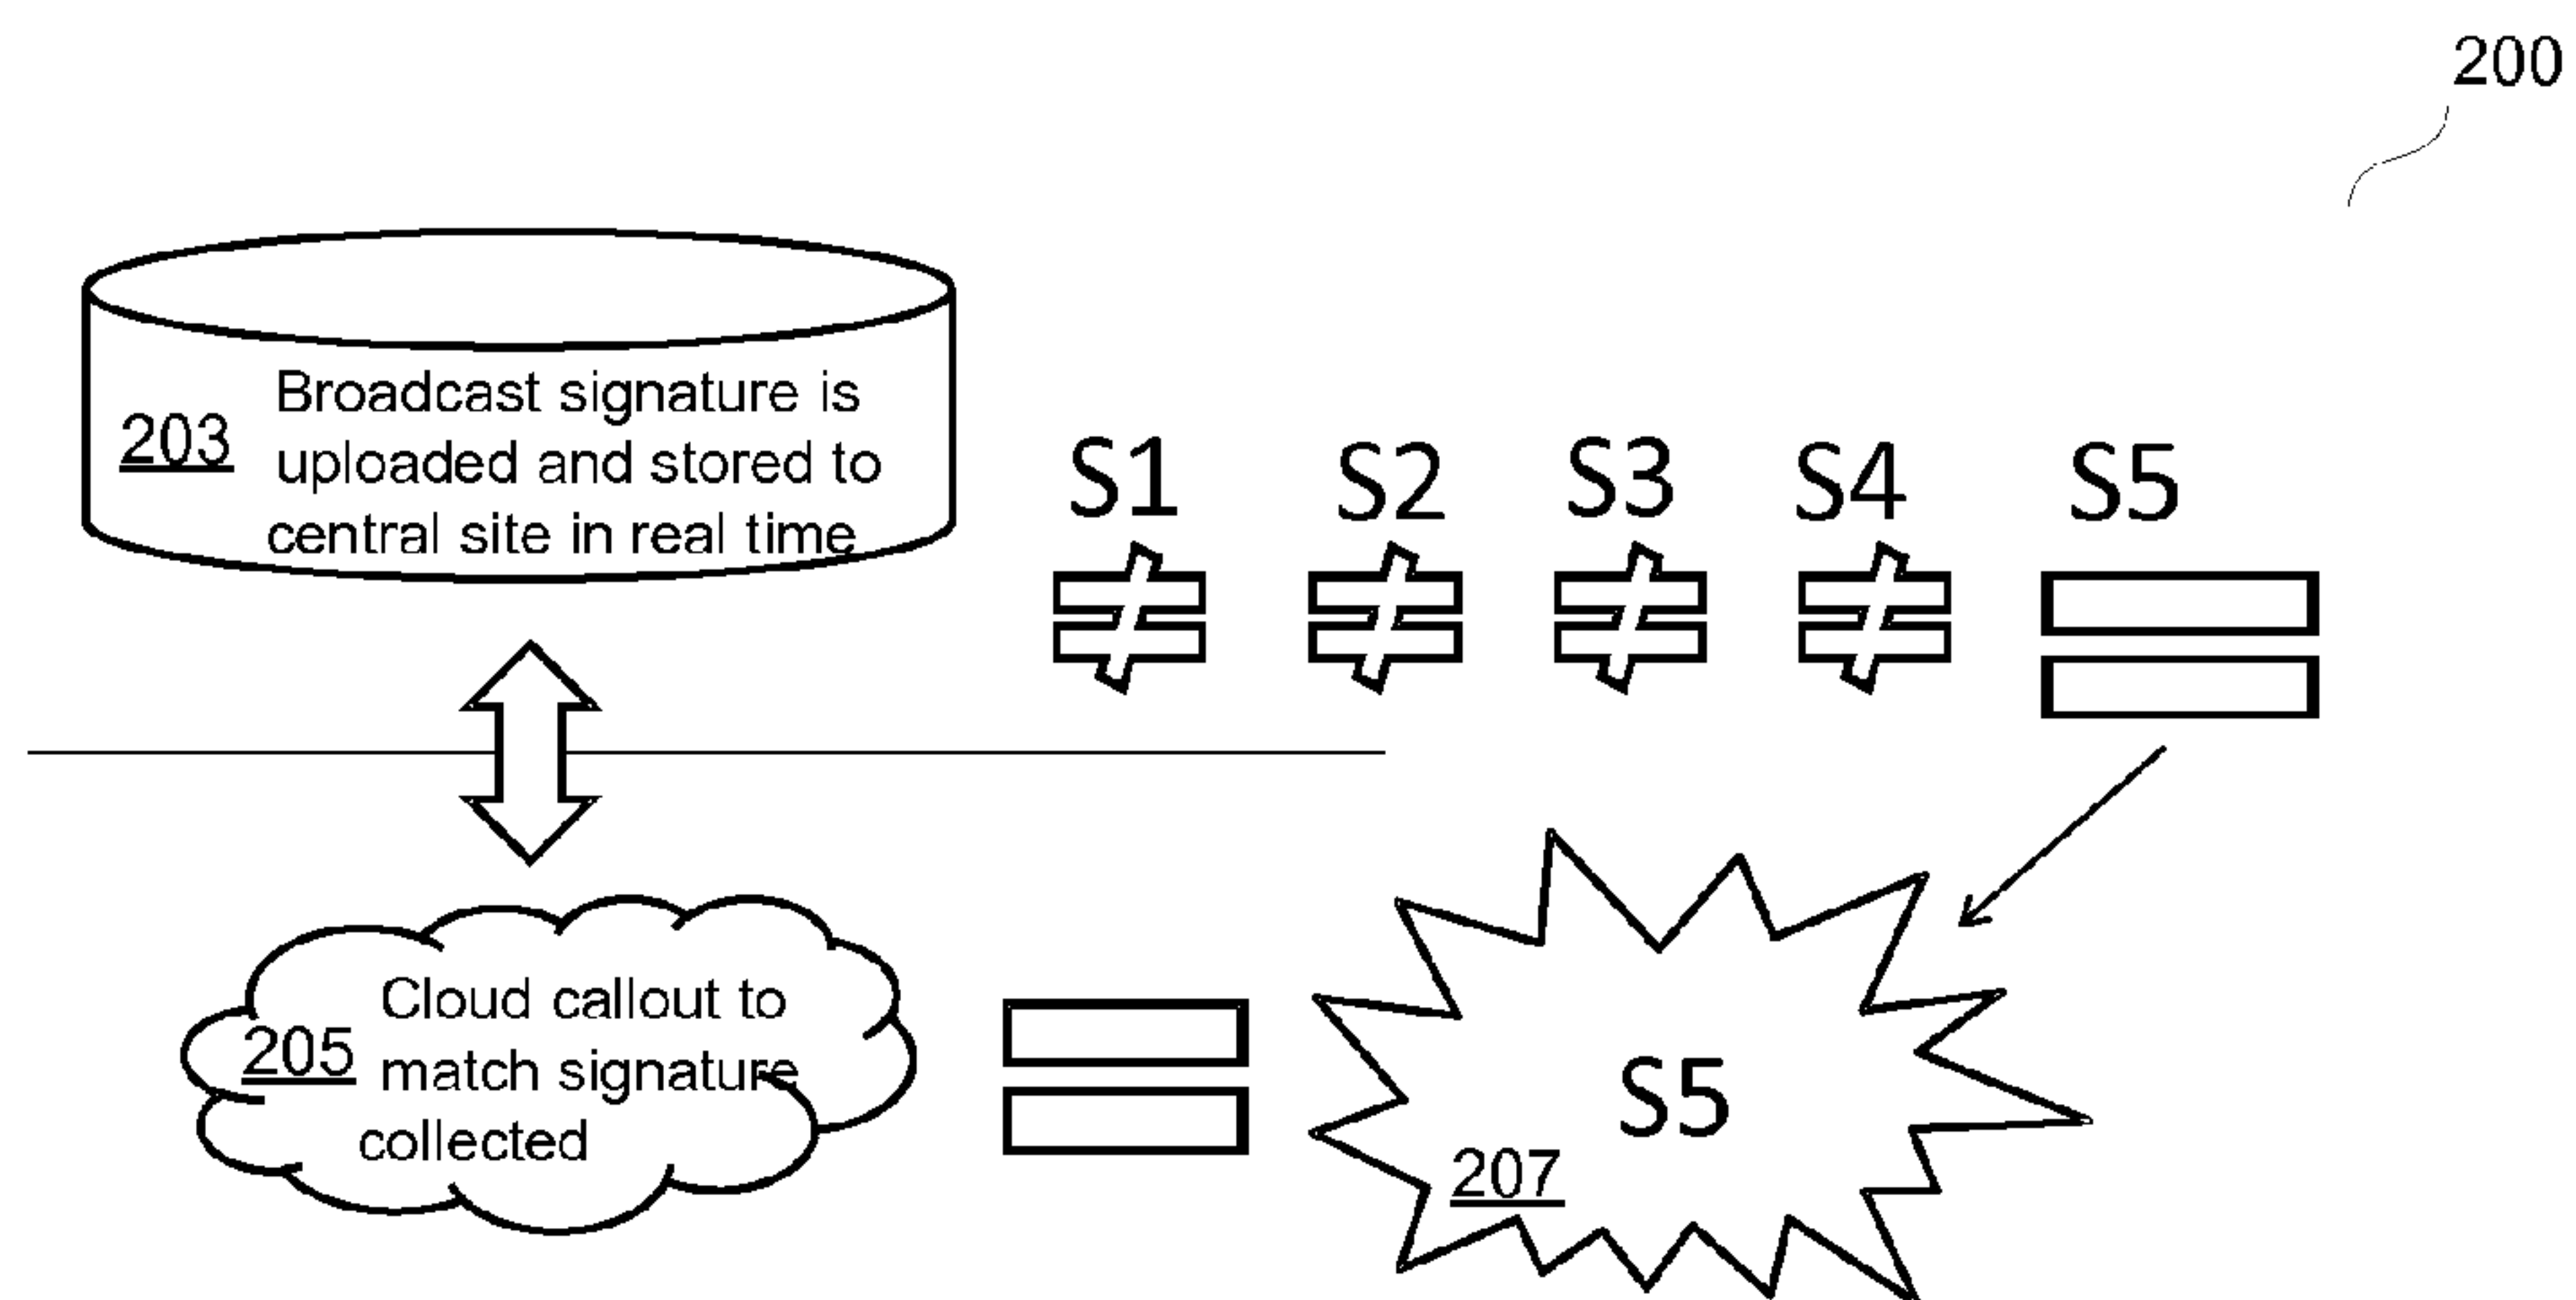 200
203 Broadcast signature is
uploaded and stored to
central site in real time
S1 S2 S3 S4 S5
205 Cloud callout to
match signature
collected
S5
207